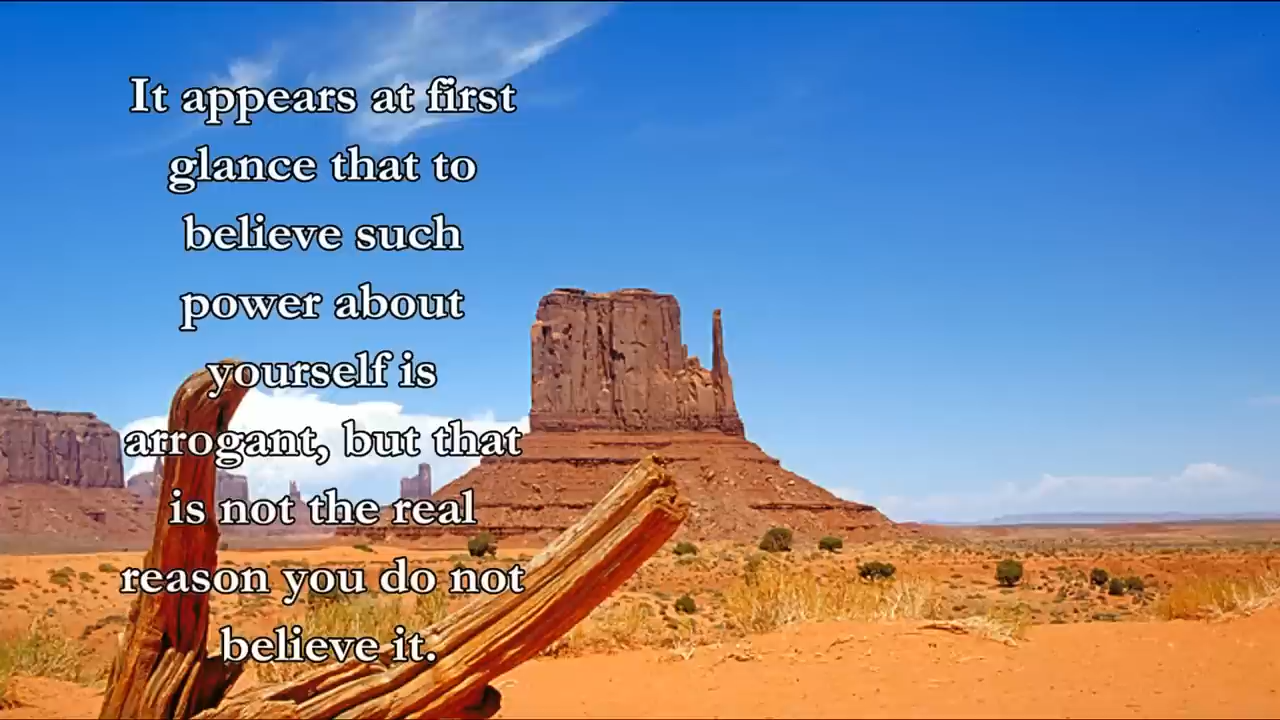 It appears at first
glance that to
believe such
power about
yourself is
arrogant, but that
is not the real
reason you do not
believe it.